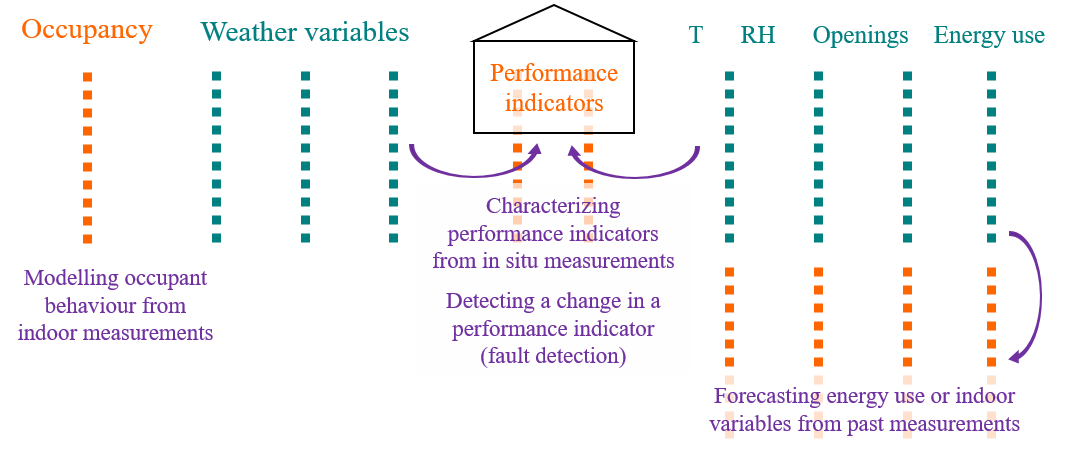 Occupancy
Weather variables
Performance
indicators
T
RH
Openings
Energy use
Characterizing
performance indicators
from in situ measurements
Detecting a change in a
performance indicator
(fault detection)
Modelling occupant
behaviour from
indoor measurements
Forecasting energy use or indoor
variables from past measurements